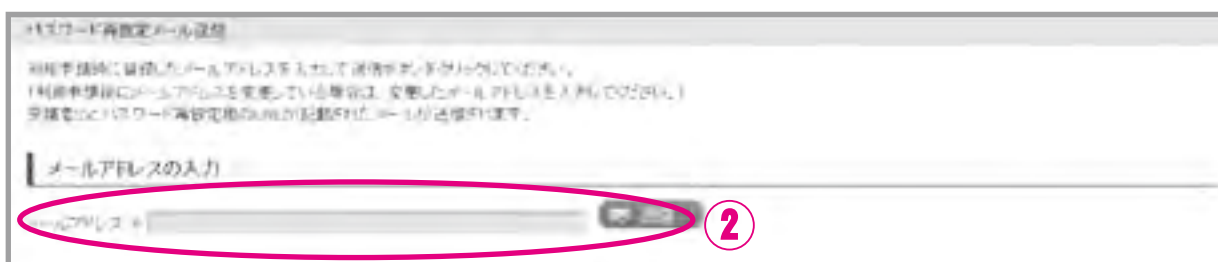 パスワード再設定メール送信
利用申請時に登録したメールアドレスを入力して送信ボタンをクリックしてください。
(利用申請後にメールアドレスを変更している場合は、変更したメールアドレスを入力してください。)
パスワード再設定用のURLが記載されたメールが送信されます。
メールアドレスの入力
メールアドレス
②